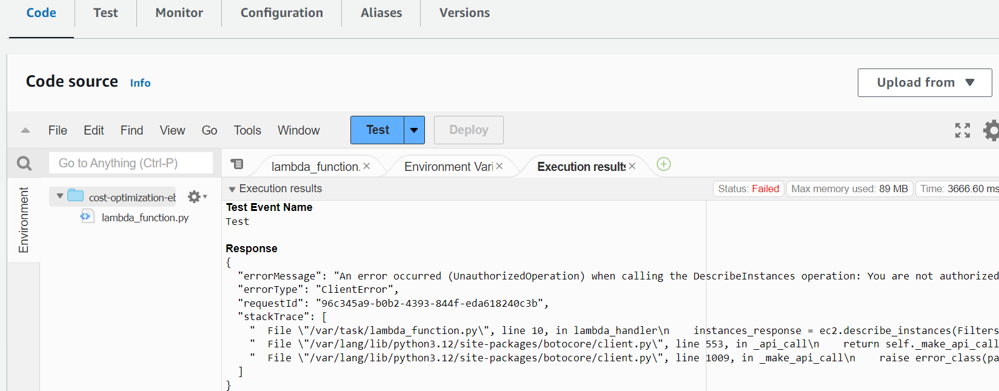 Code Test Monitor Configuration Aliases Versions
Code source Info
Upload from
File Edit Find View Go Tools Window Test Deploy
Go to Anything (Ctrl-P)
lambda_function. Environment Vari Execution results
Environment
cost-optimization-eb
lambda_function.py
Execution results Status: Failed Max memory used: 89 MB Time: 3666.60 ms
Test Event Name
Test
Response
{
"errorMessage": "An error occurred (UnauthorizedOperation) when calling the DescribeInstances operation: You are not authorized
"errorType": "ClientError",
"requestId": "96c345a9-b0b2-4393-844f-eda618240c3b",
"stackTrace": [
" File \"/var/task/lambda_function.py\", line 10, in lambda_handler\n instances_response = ec2.describe_instances(Filters
" File \"/var/lang/lib/python3.12/site-packages/botocore/client.py\", line 553, in _api_call\n return self._make_api_call
" File \"/var/lang/lib/python3.12/site-packages/botocore/client.py\", line 1009, in _make_api_call\n raise error_class(pa
]
}